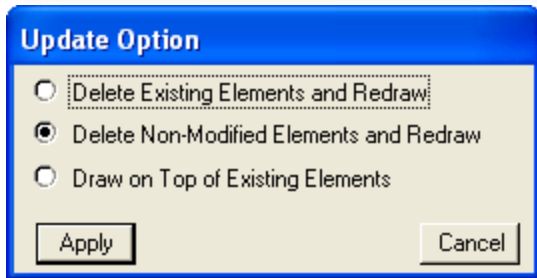 Update Option
Delete Existing Elements and Redraw
Delete Non-Modified Elements and Redraw
Draw on Top of Existing Elements
Apply Cancel